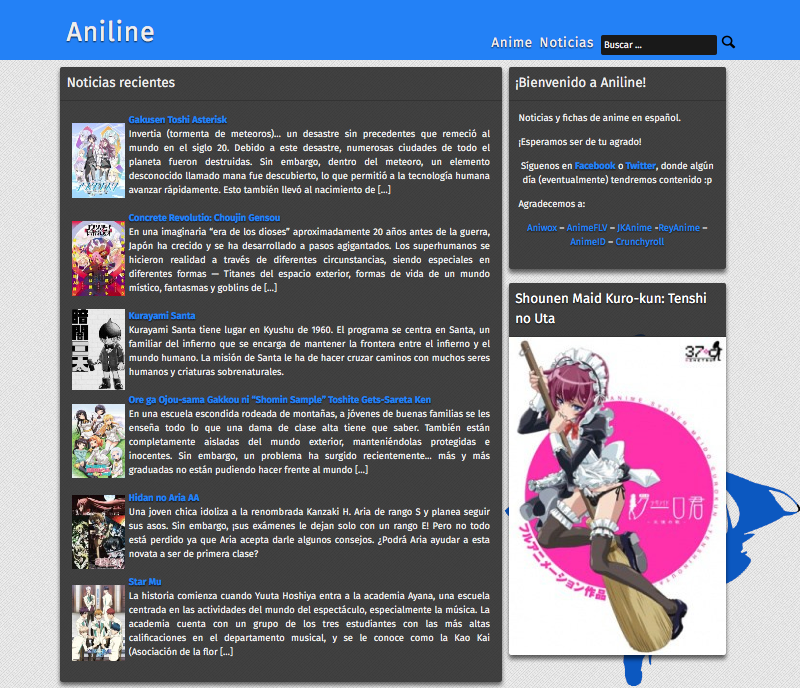 Aniline
Anime Noticias Buscar ...
Noticias recientes
Gakusen Toshi Asterisk
Invertia (tormenta de meteoros)... un desastre sin precedentes que remeció al
mundo en el siglo 20. Debido a este desastre, numerosas ciudades de todo el
planeta fueron destruidas. Sin embargo, dentro del meteoro, un elemento
desconocido llamado mana fue descubierto, lo que permitió a la tecnología humana
avanzar rápidamente. Esto también llevó al nacimiento de [...]
Concrete Revolutio: Choujin Gensou
En una imaginaria “era de los dioses” aproximadamente 20 años antes de la guerra,
Japón ha crecido y se ha desarrollado a pasos agigantados. Los superhumanos se
hicieron realidad a través de diferentes circunstancias, siendo especiales en
diferentes formas — Titanes del espacio exterior, formas de vida de un mundo
místico, fantasmas y goblins de [...]
Kurayami Santa
Kurayami Santa tiene lugar en Kyushu de 1960. El programa se centra en Santa, un
familiar del infierno que se encarga de mantener la frontera entre el infierno y el
mundo humano. La misión de Santa le ha de hacer cruzar caminos con muchos seres
humanos y criaturas sobrenaturales.
Ore ga Ojou-sama Gakkou ni “Shomin Sample” Toshite Gets-Sareta Ken
En una escuela escondida rodeada de montañas, a jóvenes de buenas familias se les
enseña todo lo que una dama de clase alta tiene que saber. También están
completamente aisladas del mundo exterior, manteniéndolas protegidas e
inocentes. Sin embargo, un problema ha surgido recientemente... más y más
graduadas no están pudiendo hacer frente al mundo [...]
Hidan no Aria AA
Una joven chica idoliza a la renombrada Kanzaki H. Aria de rango S y planea seguir
sus asos. Sin embargo, ¡sus exámenes le dejan solo con un rango E! Pero no todo
está perdido ya que Aria acepta darle algunos consejos. ¿Podrá Aria ayudar a esta
novata a ser de primera clase?
Star Mu
La historia comienza cuando Yuuta Hoshiya entra a la academia Ayana, una escuela
centrada en las actividades del mundo del espectáculo, especialmente la música. La
academia cuenta con un grupo de los tres estudiantes con las más altas
calificaciones en el departamento musical, y se le conoce como la Kao Kai
(Asociación de la flor [...]
¡Bienvenido a Aniline!
Noticias y fichas de anime en español.
¡Esperamos ser de tu agrado!
Síguenos en Facebook o Twitter, donde algún
día (eventualmente) tendremos contenido :p
Agradecemos a:
Aniwox – AnimeFLV – JKAnime -ReyAnime –
AnimeID – Crunchyroll
Shounen Maid Kuro-kun: Tenshi
no Uta
フルアニメーション作品